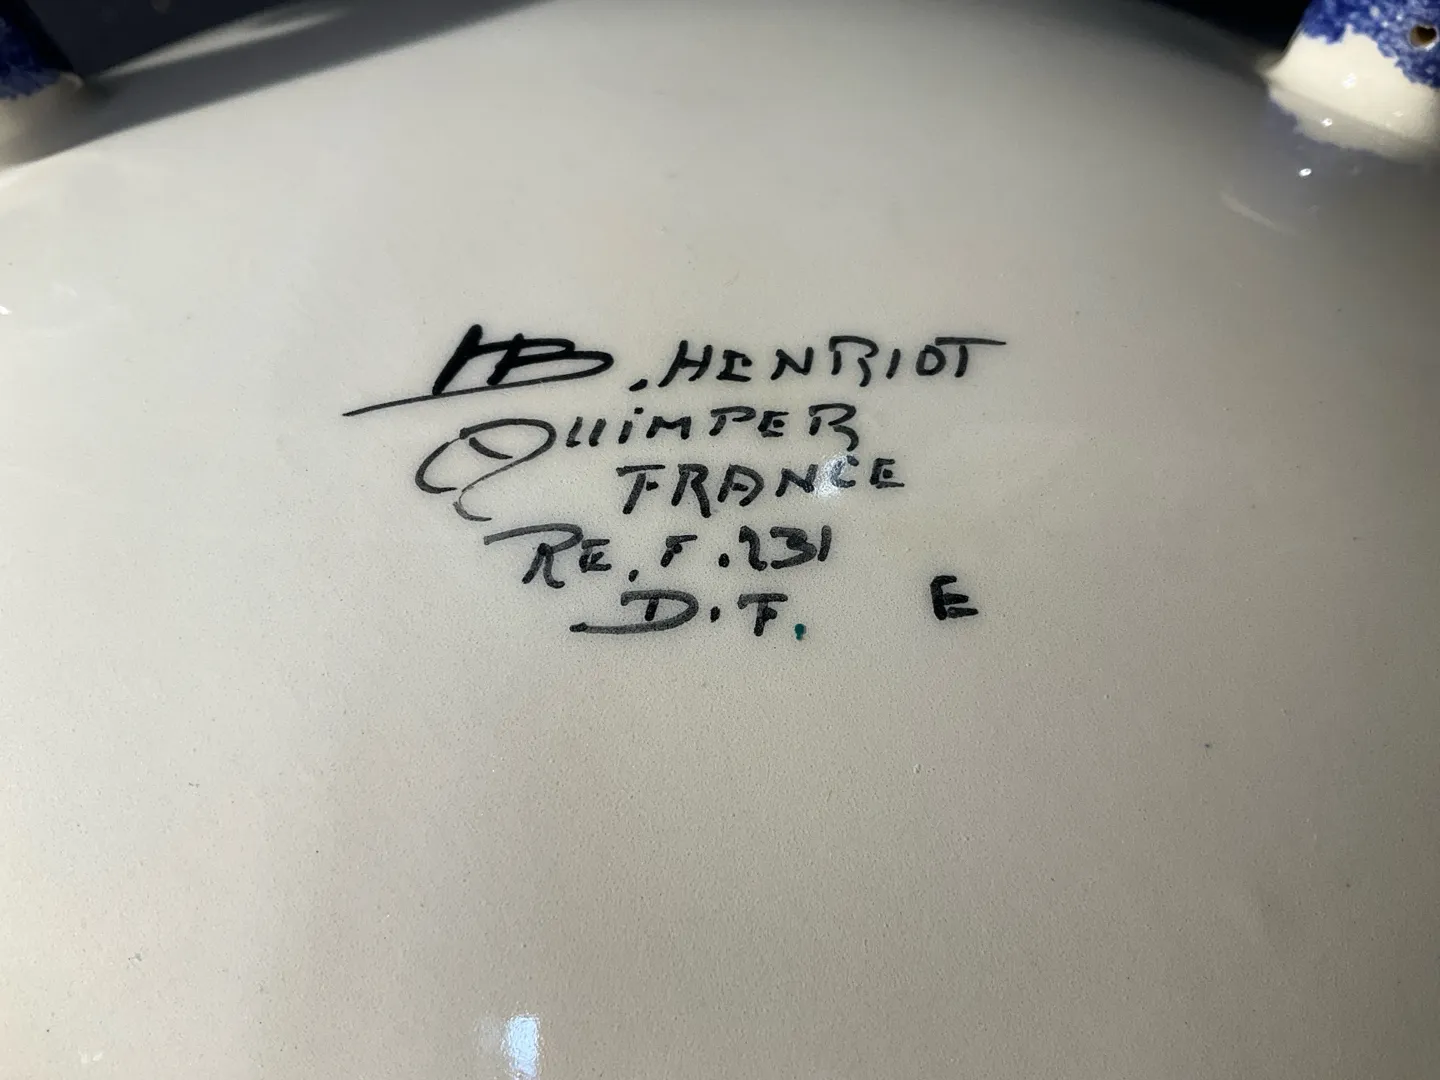 HB. HENRIOT
QUIMPER
FRANCE
RE. F. 231
D. F. E